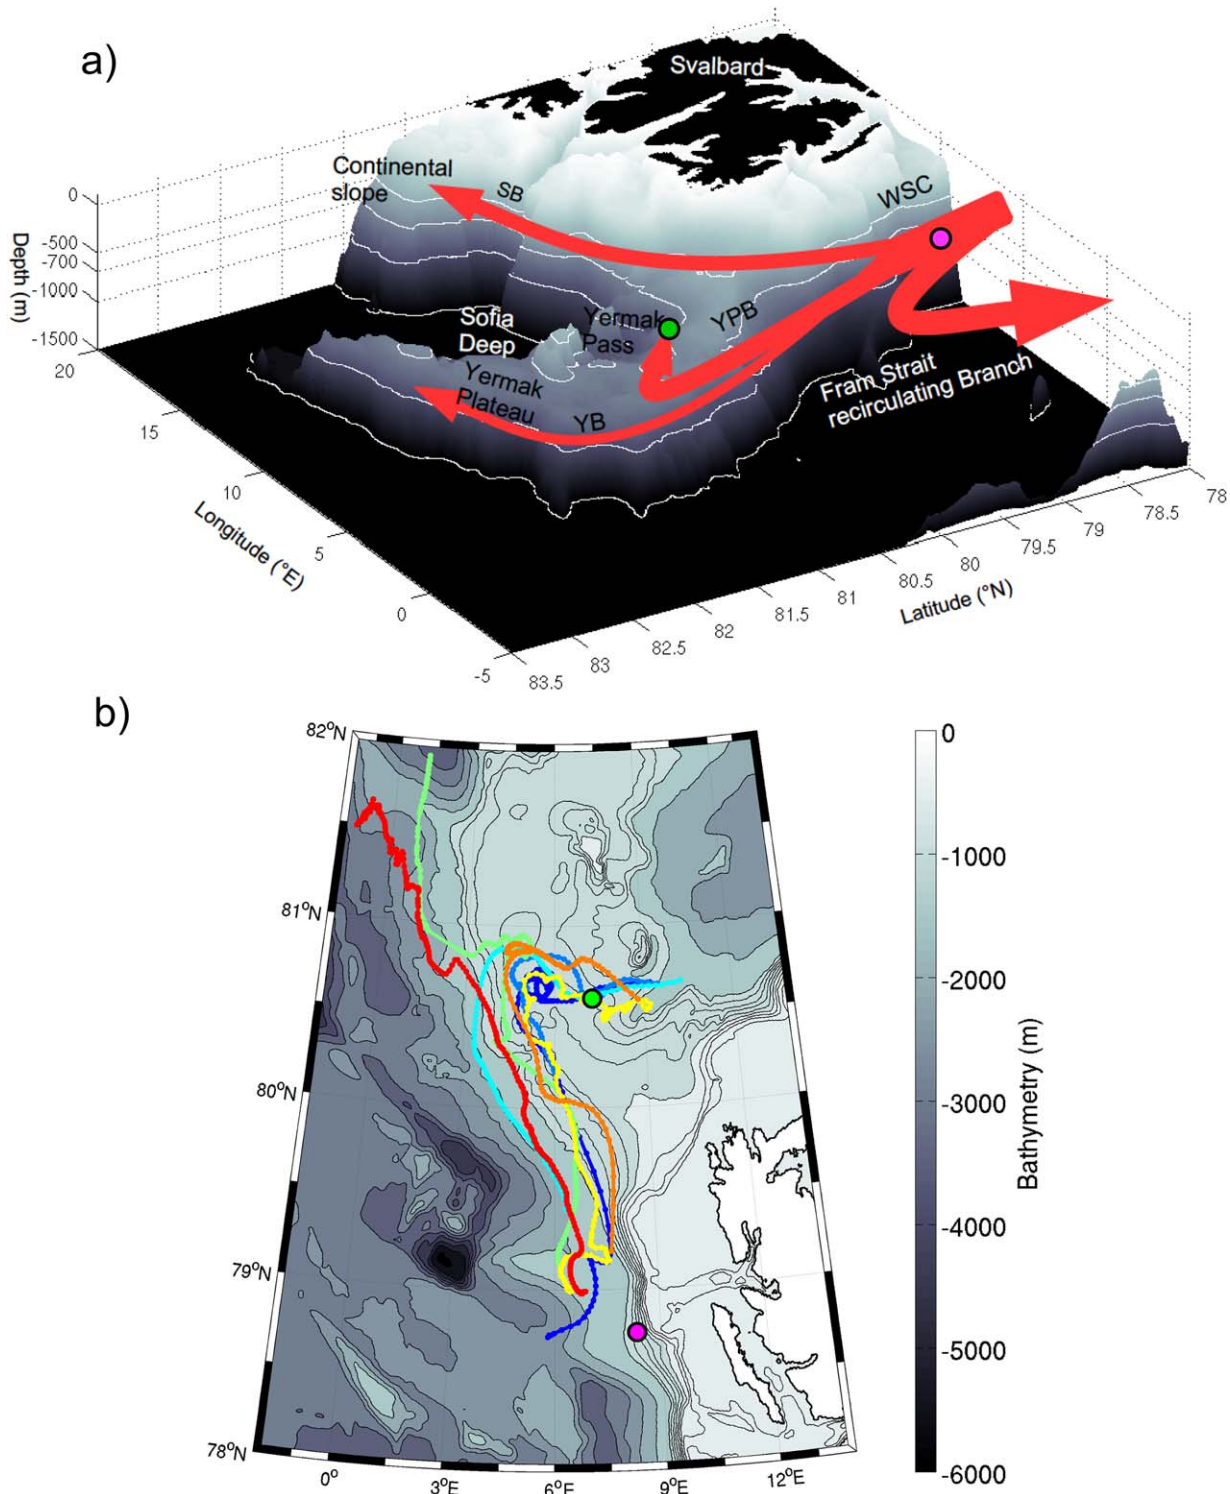 a)
Svalbard
Continental
slope
SB
WSC
0
-500
-700
-1000
-1500
Depth (m)
Sofia
Deep
Yermak
Pass
YPB
Yermak
Plateau
YB
Fram Strait
recirculating Branch
20
15
10
5
0
-5
Longitude (°E)
83.5
83
82.5
82
81.5
81
80.5
80
79.5
79
78.5
78
Latitude (°N)
b)
82°N
81°N
80°N
79°N
78°N
0°
3°E
6°E
9°E
12°E
0
-1000
-2000
-3000
-4000
-5000
-6000
Bathymetry (m)